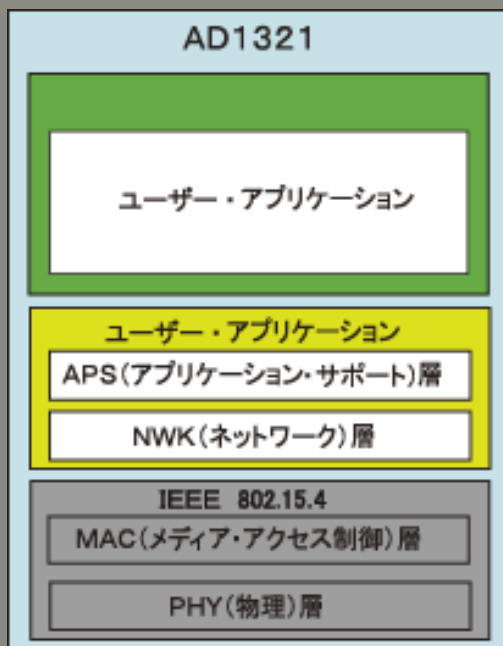 AD1321
ユーザー・アプリケーション
ユーザー・アプリケーション
APS(アプリケーション・サポート)層
NWK(ネットワーク)層
IEEE 802.15.4
MAC(メディア・アクセス制御)層
PHY(物理)層